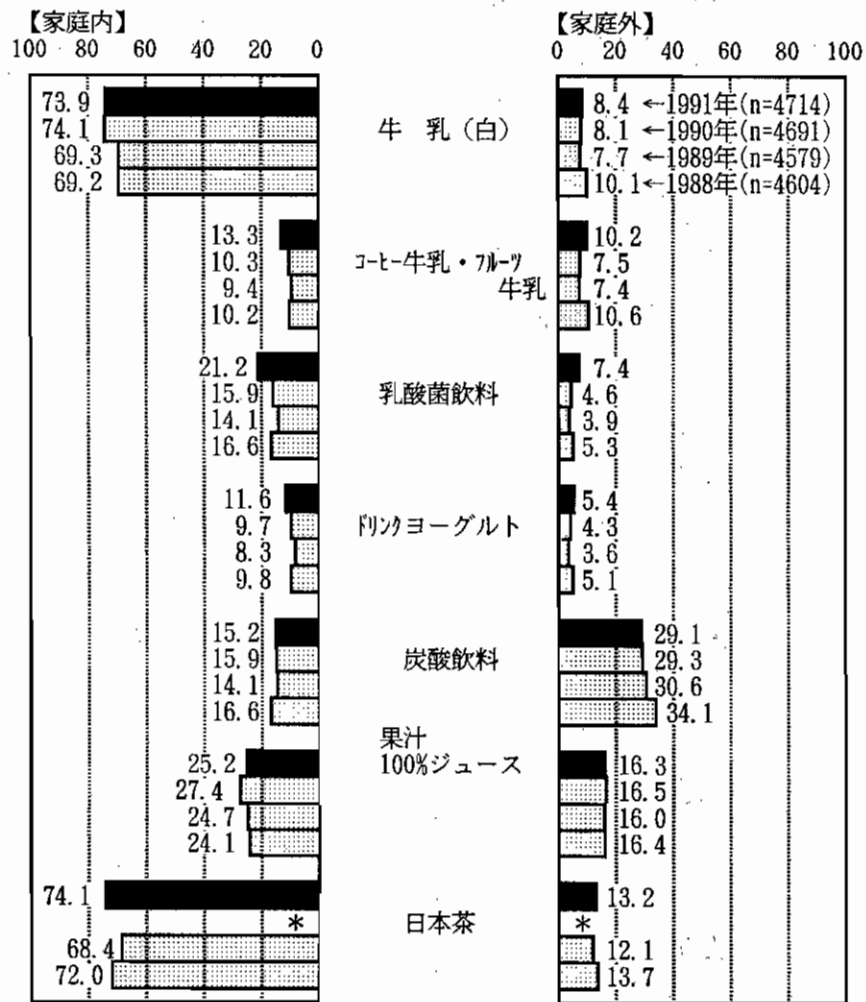 【家庭内】 【家庭外】
100 80 60 40 20 0 0 20 40 60 80 100
73.9 牛 乳（白） 8.4 ←1991年(n=4714)
74.1 8.1 ←1990年(n=4691)
69.3 7.7 ←1989年(n=4579)
69.2 10.1←1988年(n=4604)
13.3 10.2
10.3 コーヒー牛乳・フルーツ 7.5
9.4 牛乳 7.4
10.2 10.6
21.2 7.4
15.9 乳酸菌飲料 4.6
14.1 3.9
16.6 5.3
11.6 5.4
9.7 ドリンクヨーグルト 4.3
8.3 3.6
9.8 5.1
15.2 29.1
15.9 炭酸飲料 29.3
14.1 30.6
16.6 34.1
果汁
25.2 100%ジュース 16.3
27.4 16.5
24.7 16.0
24.1 16.4
74.1 13.2
* 日本茶 *
68.4 12.1
72.0 13.7